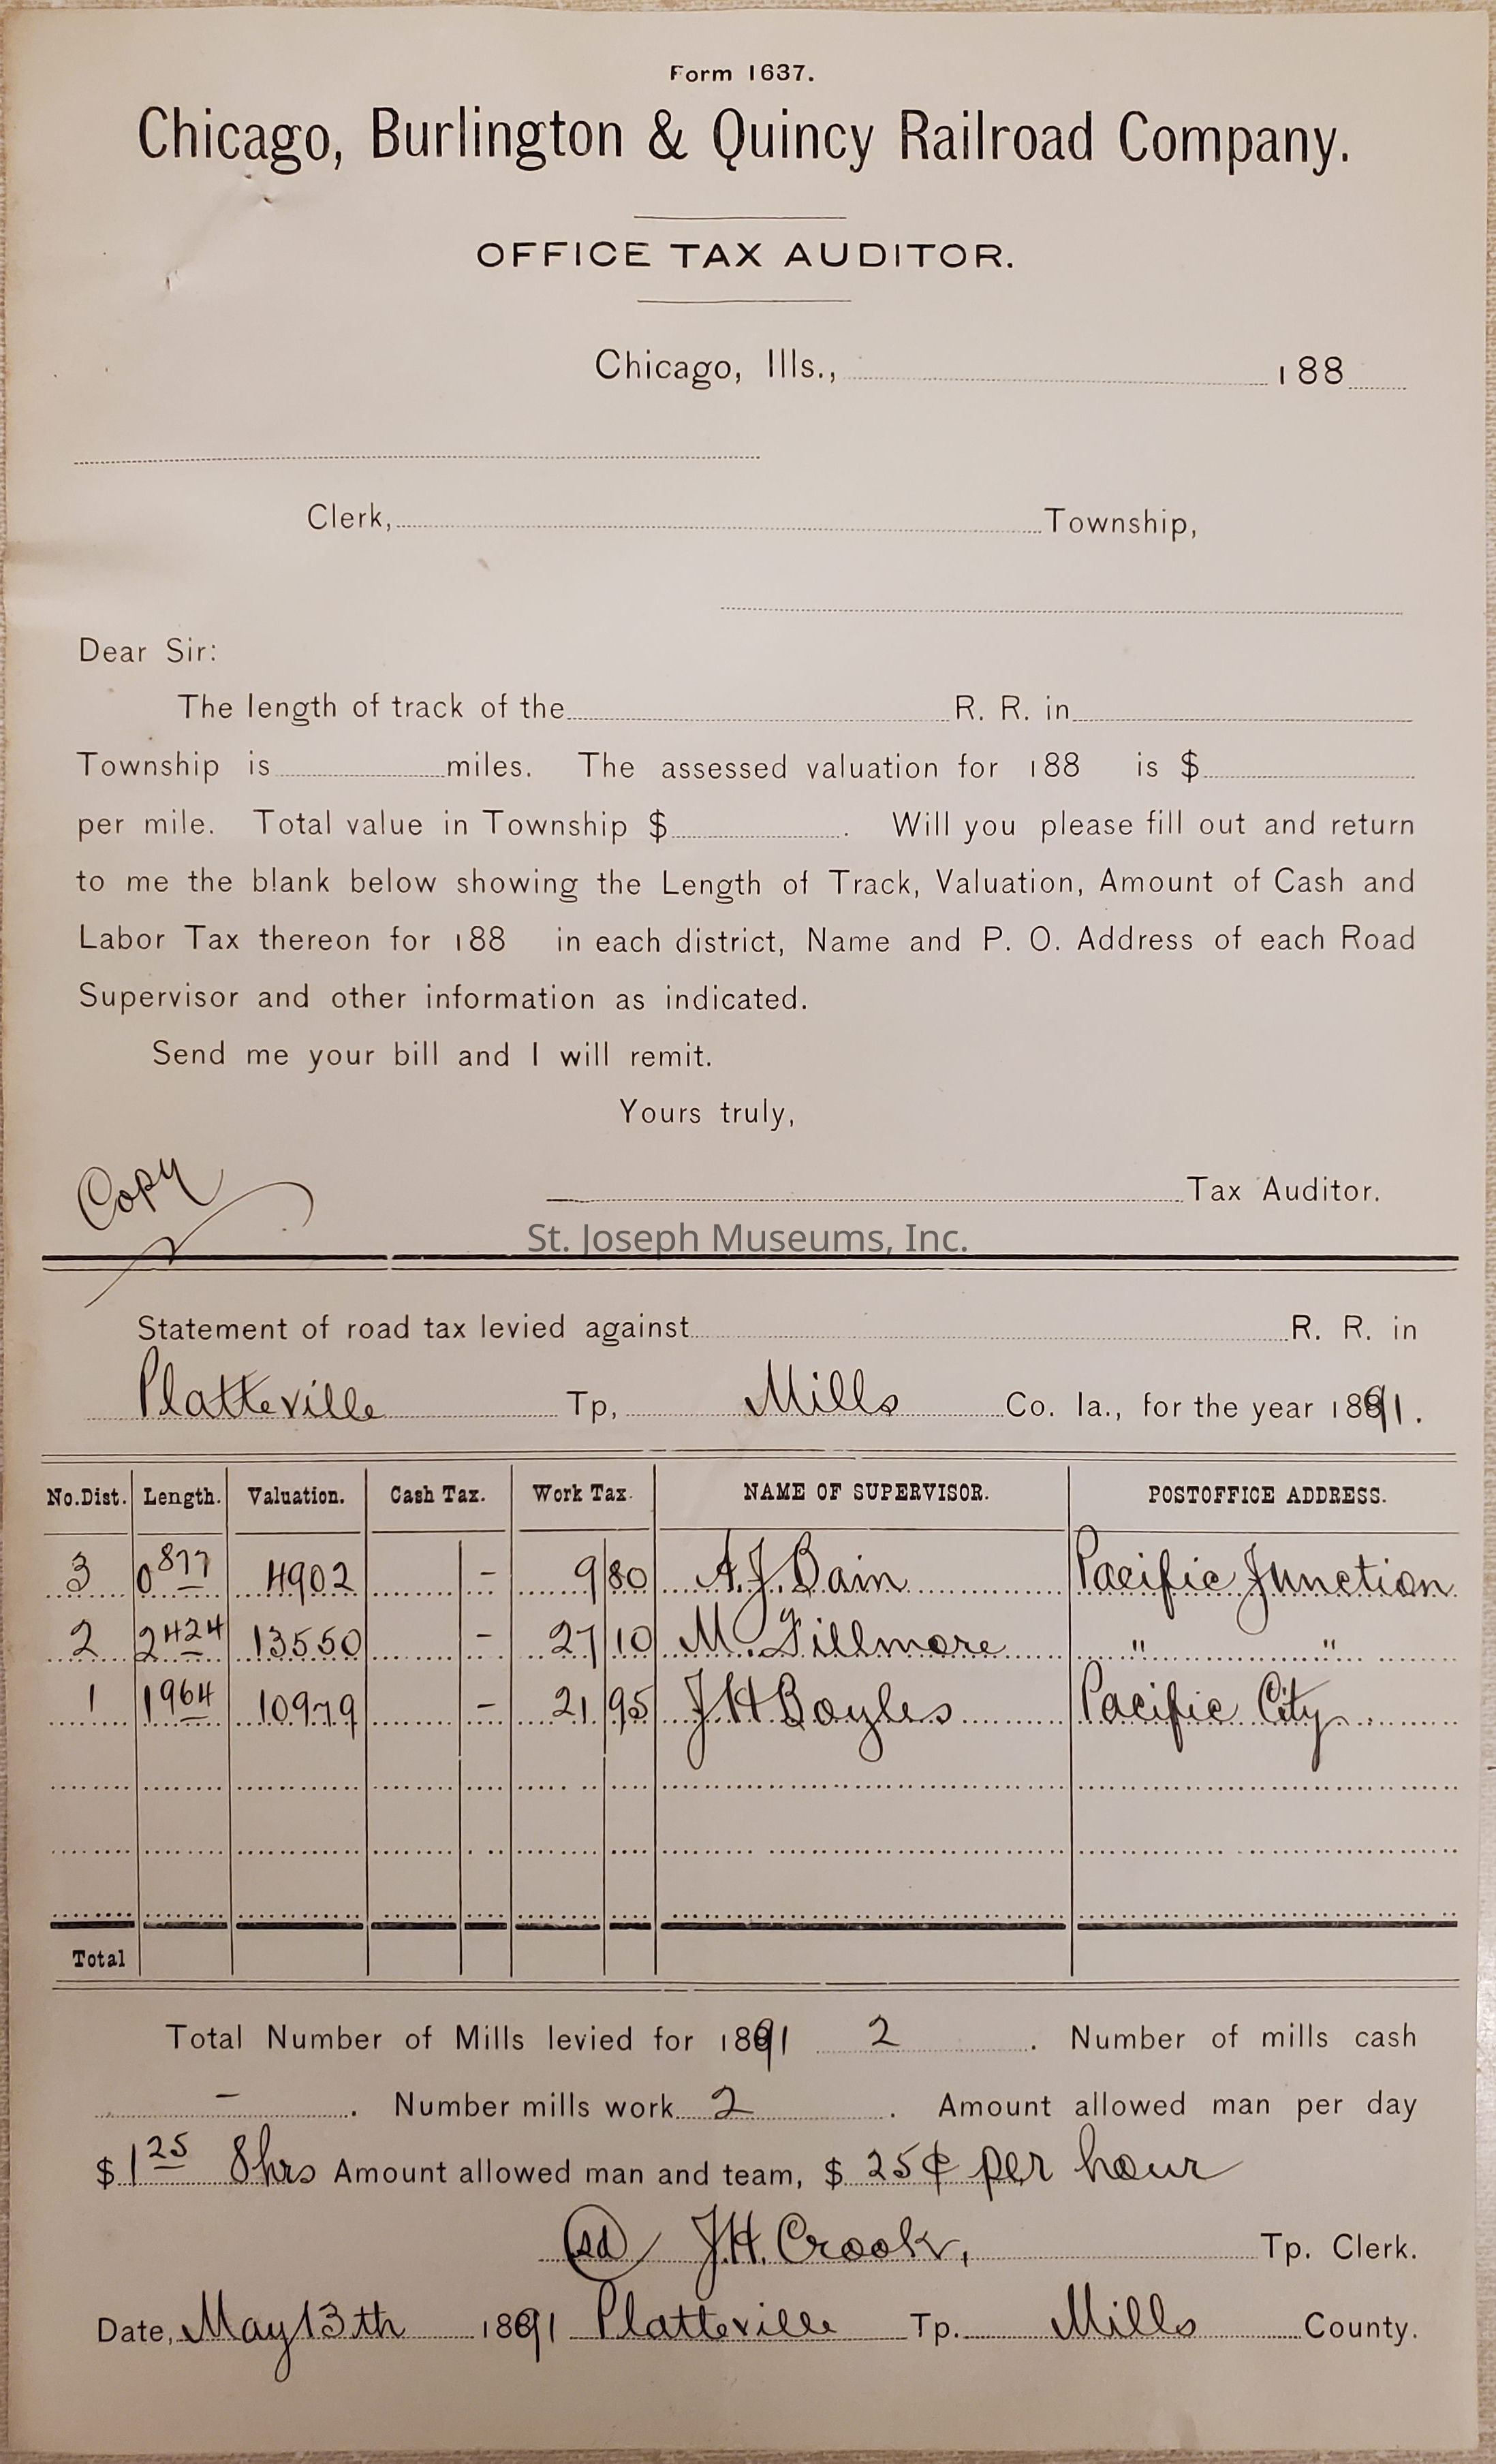 Form 1637.
Chicago, Burlington & Quincy Railroad Company.
OFFICE TAX AUDITOR.
Chicago, Ills., 188
Clerk, Township,
Dear Sir:
The length of track of the R. R. in
Township is miles. The assessed valuation for 188 is $
per mile. Total value in Township $ . Will you please fill out and return
to me the blank below showing the Length of Track, Valuation, Amount of Cash and
Labor Tax thereon for 188 in each district, Name and P. O. Address of each Road
Supervisor and other information as indicated.
Send me your bill and I will remit.
Yours truly,
Copy
Tax Auditor.
St. Joseph Museums, Inc.
Statement of road tax levied against R. R. in
Platteville Tp, Mills Co. Ia., for the year 1891.
No. Dist. Length. Valuation. Cash Tax. Work Tax. NAME OF SUPERVISOR. POSTOFFICE ADDRESS.
3 0 877 4902 - 9 80 A. J. Bain Pacific Junction
2 2 424 13550 - 27 10 M. Fillmore " "
1 1 964 10979 - 21 95 J H Boyles Pacific City
Total
Total Number of Mills levied for 1891 2 . Number of mills cash
- . Number mills work 2 . Amount allowed man per day
$ 1 25 8 hrs Amount allowed man and team, $ 25¢ per hour
(sd) J. H. Crook, Tp. Clerk.
Date, May 13th 1891 Platteville Tp. Mills County.